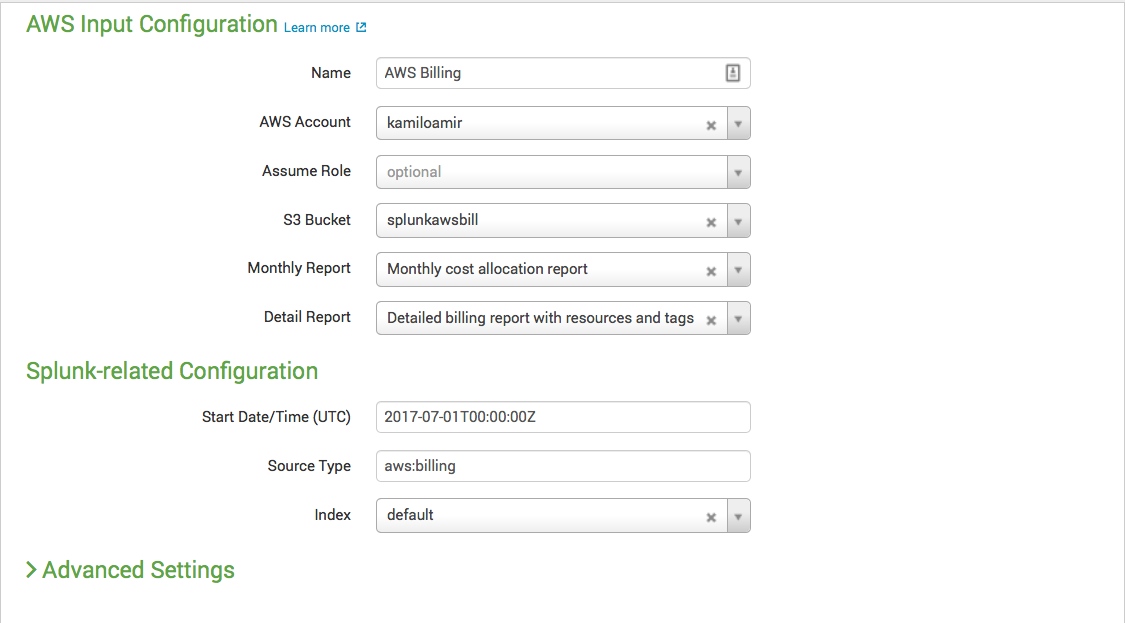 AWS Input Configuration Learn more
Name AWS Billing
AWS Account kamiloamir
Assume Role optional
S3 Bucket splunkawsbill
Monthly Report Monthly cost allocation report
Detail Report Detailed billing report with resources and tags
Splunk-related Configuration
Start Date/Time (UTC) 2017-07-01T00:00:00Z
Source Type aws:billing
Index default
Advanced Settings